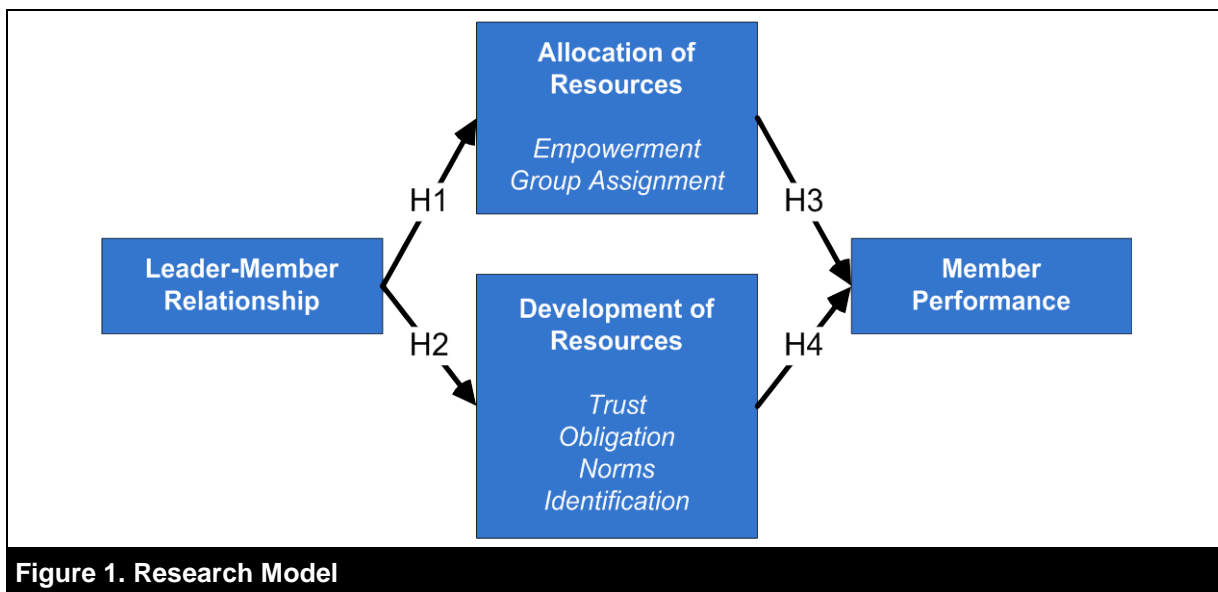 Allocation of
Resources
Empowerment
Group Assignment
H1
H3
Leader-Member
Relationship
Member
Performance
Development of
Resources
H2
H4
Trust
Obligation
Norms
Identification
Figure 1. Research Model